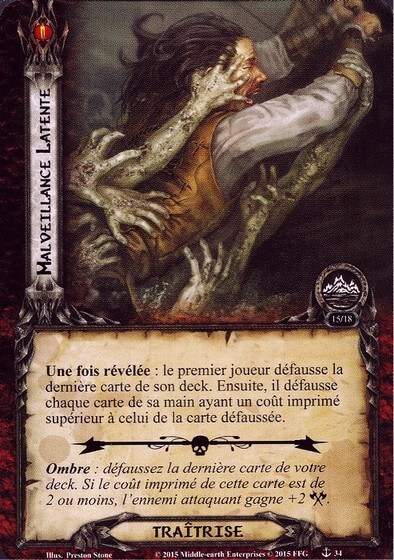 MALVEILLANCE LATENTE
15/18
Une fois révélée : le premier joueur défausse la
dernière carte de son deck. Ensuite, il défausse
chaque carte de sa main ayant un coût imprimé
supérieur à celui de la carte défaussée.
Ombre : défaussez la dernière carte de votre
deck. Si le coût imprimé de cette carte est de
2 ou moins, l'ennemi attaquant gagne +2
TRAÎTRISE
Illus. Preston Stone © 2015 Middle-earth Enterprises © 2015 FFG 34